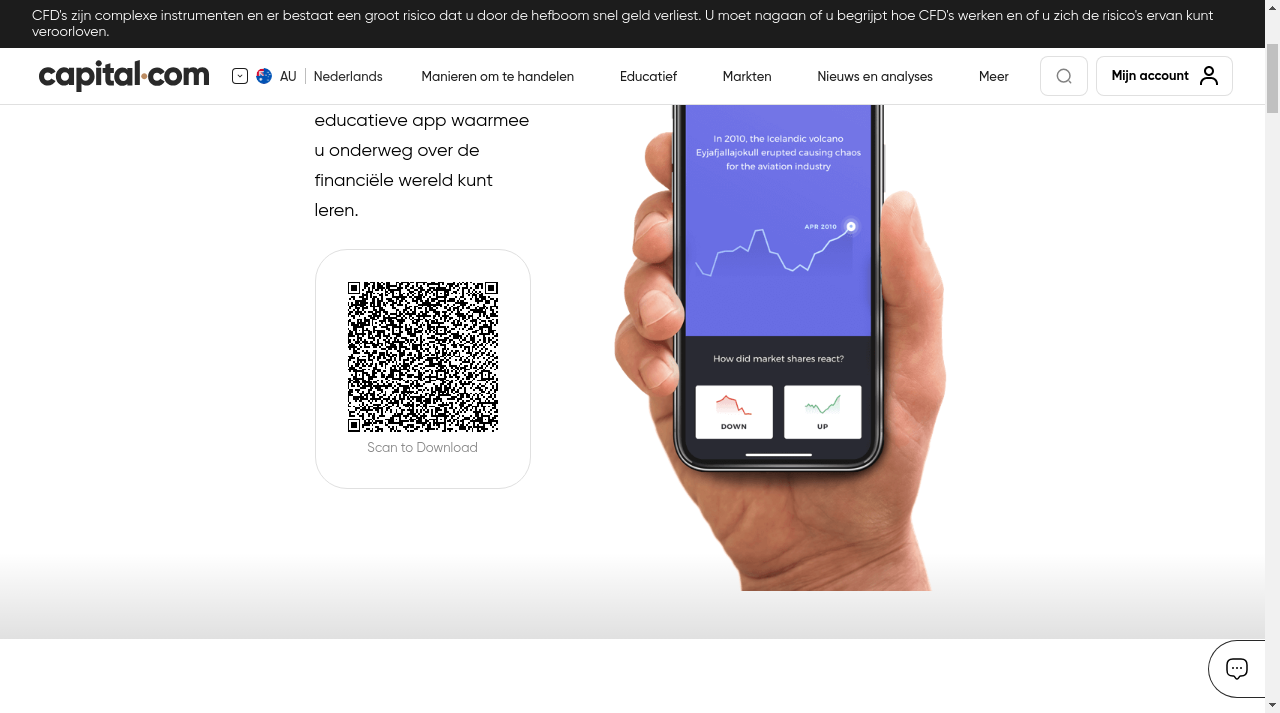 CFD's zijn complexe instrumenten en er bestaat een groot risico dat u door de hefboom snel geld verliest. U moet nagaan of u begrijpt hoe CFD's werken en of u zich de risico's ervan kunt
veroorloven.
capital.com
AU
Nederlands
Manieren om te handelen
Educatief
Markten
Nieuws en analyses
Meer
Mijn account
educatieve app waarmee
u onderweg over de
financiële wereld kunt
leren.
Scan to Download
In 2010, the Icelandic volcano
Eyjafjallajokull erupted causing chaos
for the aviation industry
APR 2010
How did market shares react?
DOWN
UP